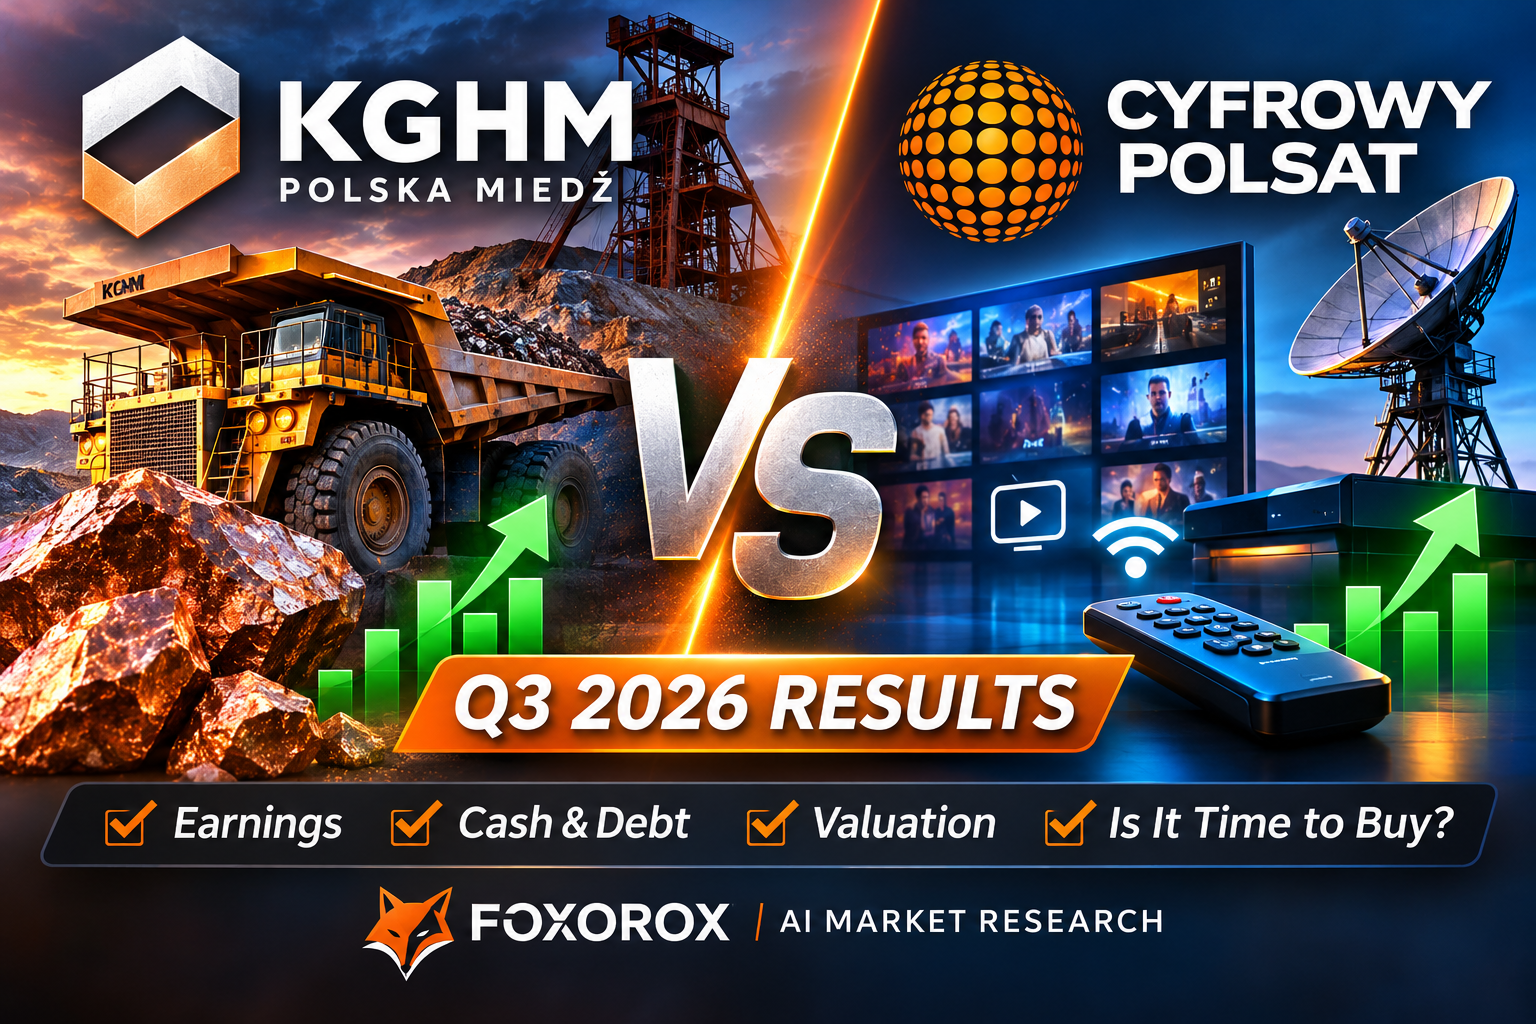 KGHM
POLSKA MIEDŹ
CYFROWY
POLSAT
KGHM
VS
Q3 2026 RESULTS
Earnings
Cash & Debt
Valuation
Is It Time to Buy?
FOXOROX | AI MARKET RESEARCH